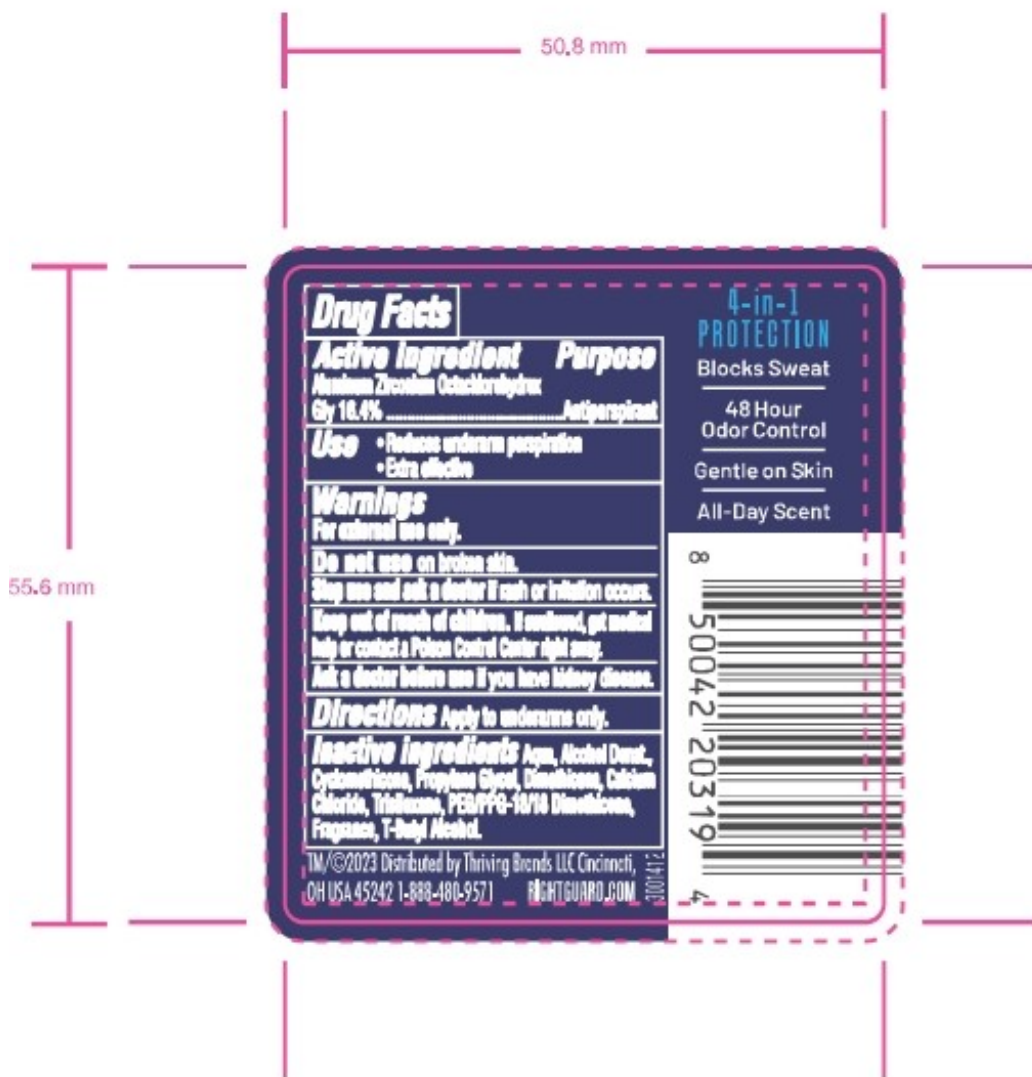 50.8 mm
55.6 mm
Drug Facts
Active Ingredient Purpose
Aluminum Zirconium Octachlorohydrex
Gly 16.4% ............................................Antiperspirant
Use • Reduces underarm perspiration
• Extra effective
Warnings
For external use only.
Do not use on broken skin.
Stop use and ask a doctor if rash or irritation occurs.
Keep out of reach of children. If swallowed, get medical
help or contact a Poison Control Center right away.
Ask a doctor before use if you have kidney disease.
Directions Apply to underarms only.
Inactive ingredients Aqua, Alcohol Denat.,
Cyclomethicone, Propylene Glycol, Dimethicone, Calcium
Chloride, Trisiloxane, PEG/PPG-18/18 Dimethicone,
Fragrance, T-Butyl Alcohol.
TM/©2023 Distributed by Thriving Brands LLC Cincinnati,
OH USA 45242 1-888-480-9571 RIGHTGUARD.COM
3001412
4-in-1
PROTECTION
Blocks Sweat
48 Hour
Odor Control
Gentle on Skin
All-Day Scent
8 50042 20319 4